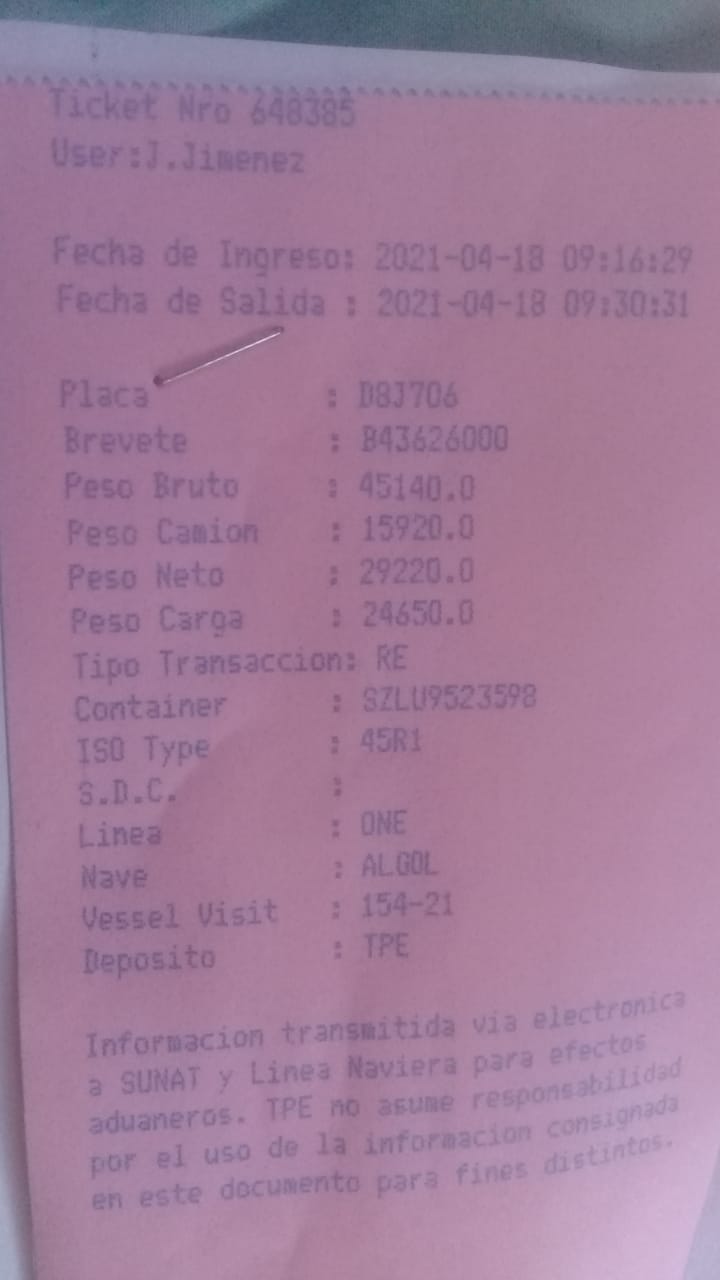 Ticket Nro 648385
User:J.Jimenez
Fecha de Ingreso: 2021-04-18 09:16:29
Fecha de Salida : 2021-04-18 09:30:31
Placa : D8J706
Brevete : B43626000
Peso Bruto : 45140.0
Peso Camion : 15920.0
Peso Neto : 29220.0
Peso Carga : 24650.0
Tipo Transaccion: RE
Container : SZLU9523598
ISO Type : 45R1
S.D.C. :
Linea : ONE
Nave : ALGOL
Vessel Visit : 154-21
Deposito : TPE
Informacion transmitida via electronica
a SUNAT y Linea Naviera para efectos
aduaneros. TPE no asume responsabilidad
por el uso de la informacion consignada
en este documento para fines distintos.